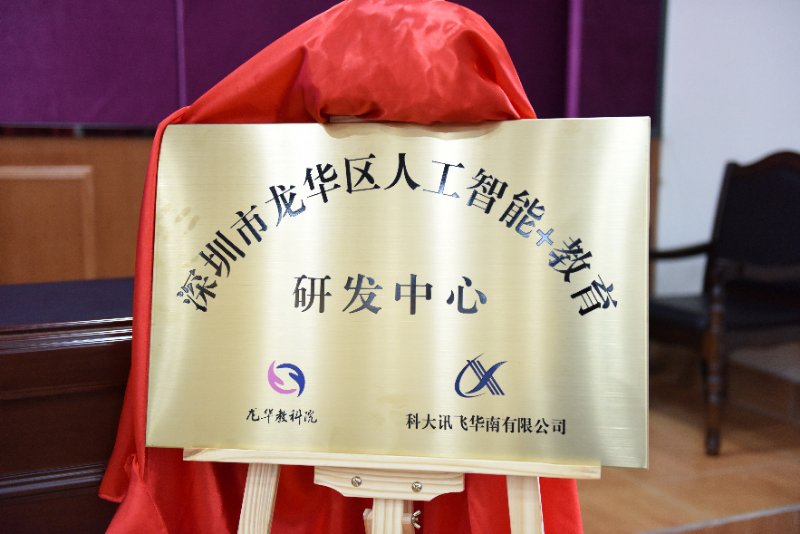 深圳市龙华区人工智能+教育
研发中心
龙华教科院
科大讯飞华南有限公司